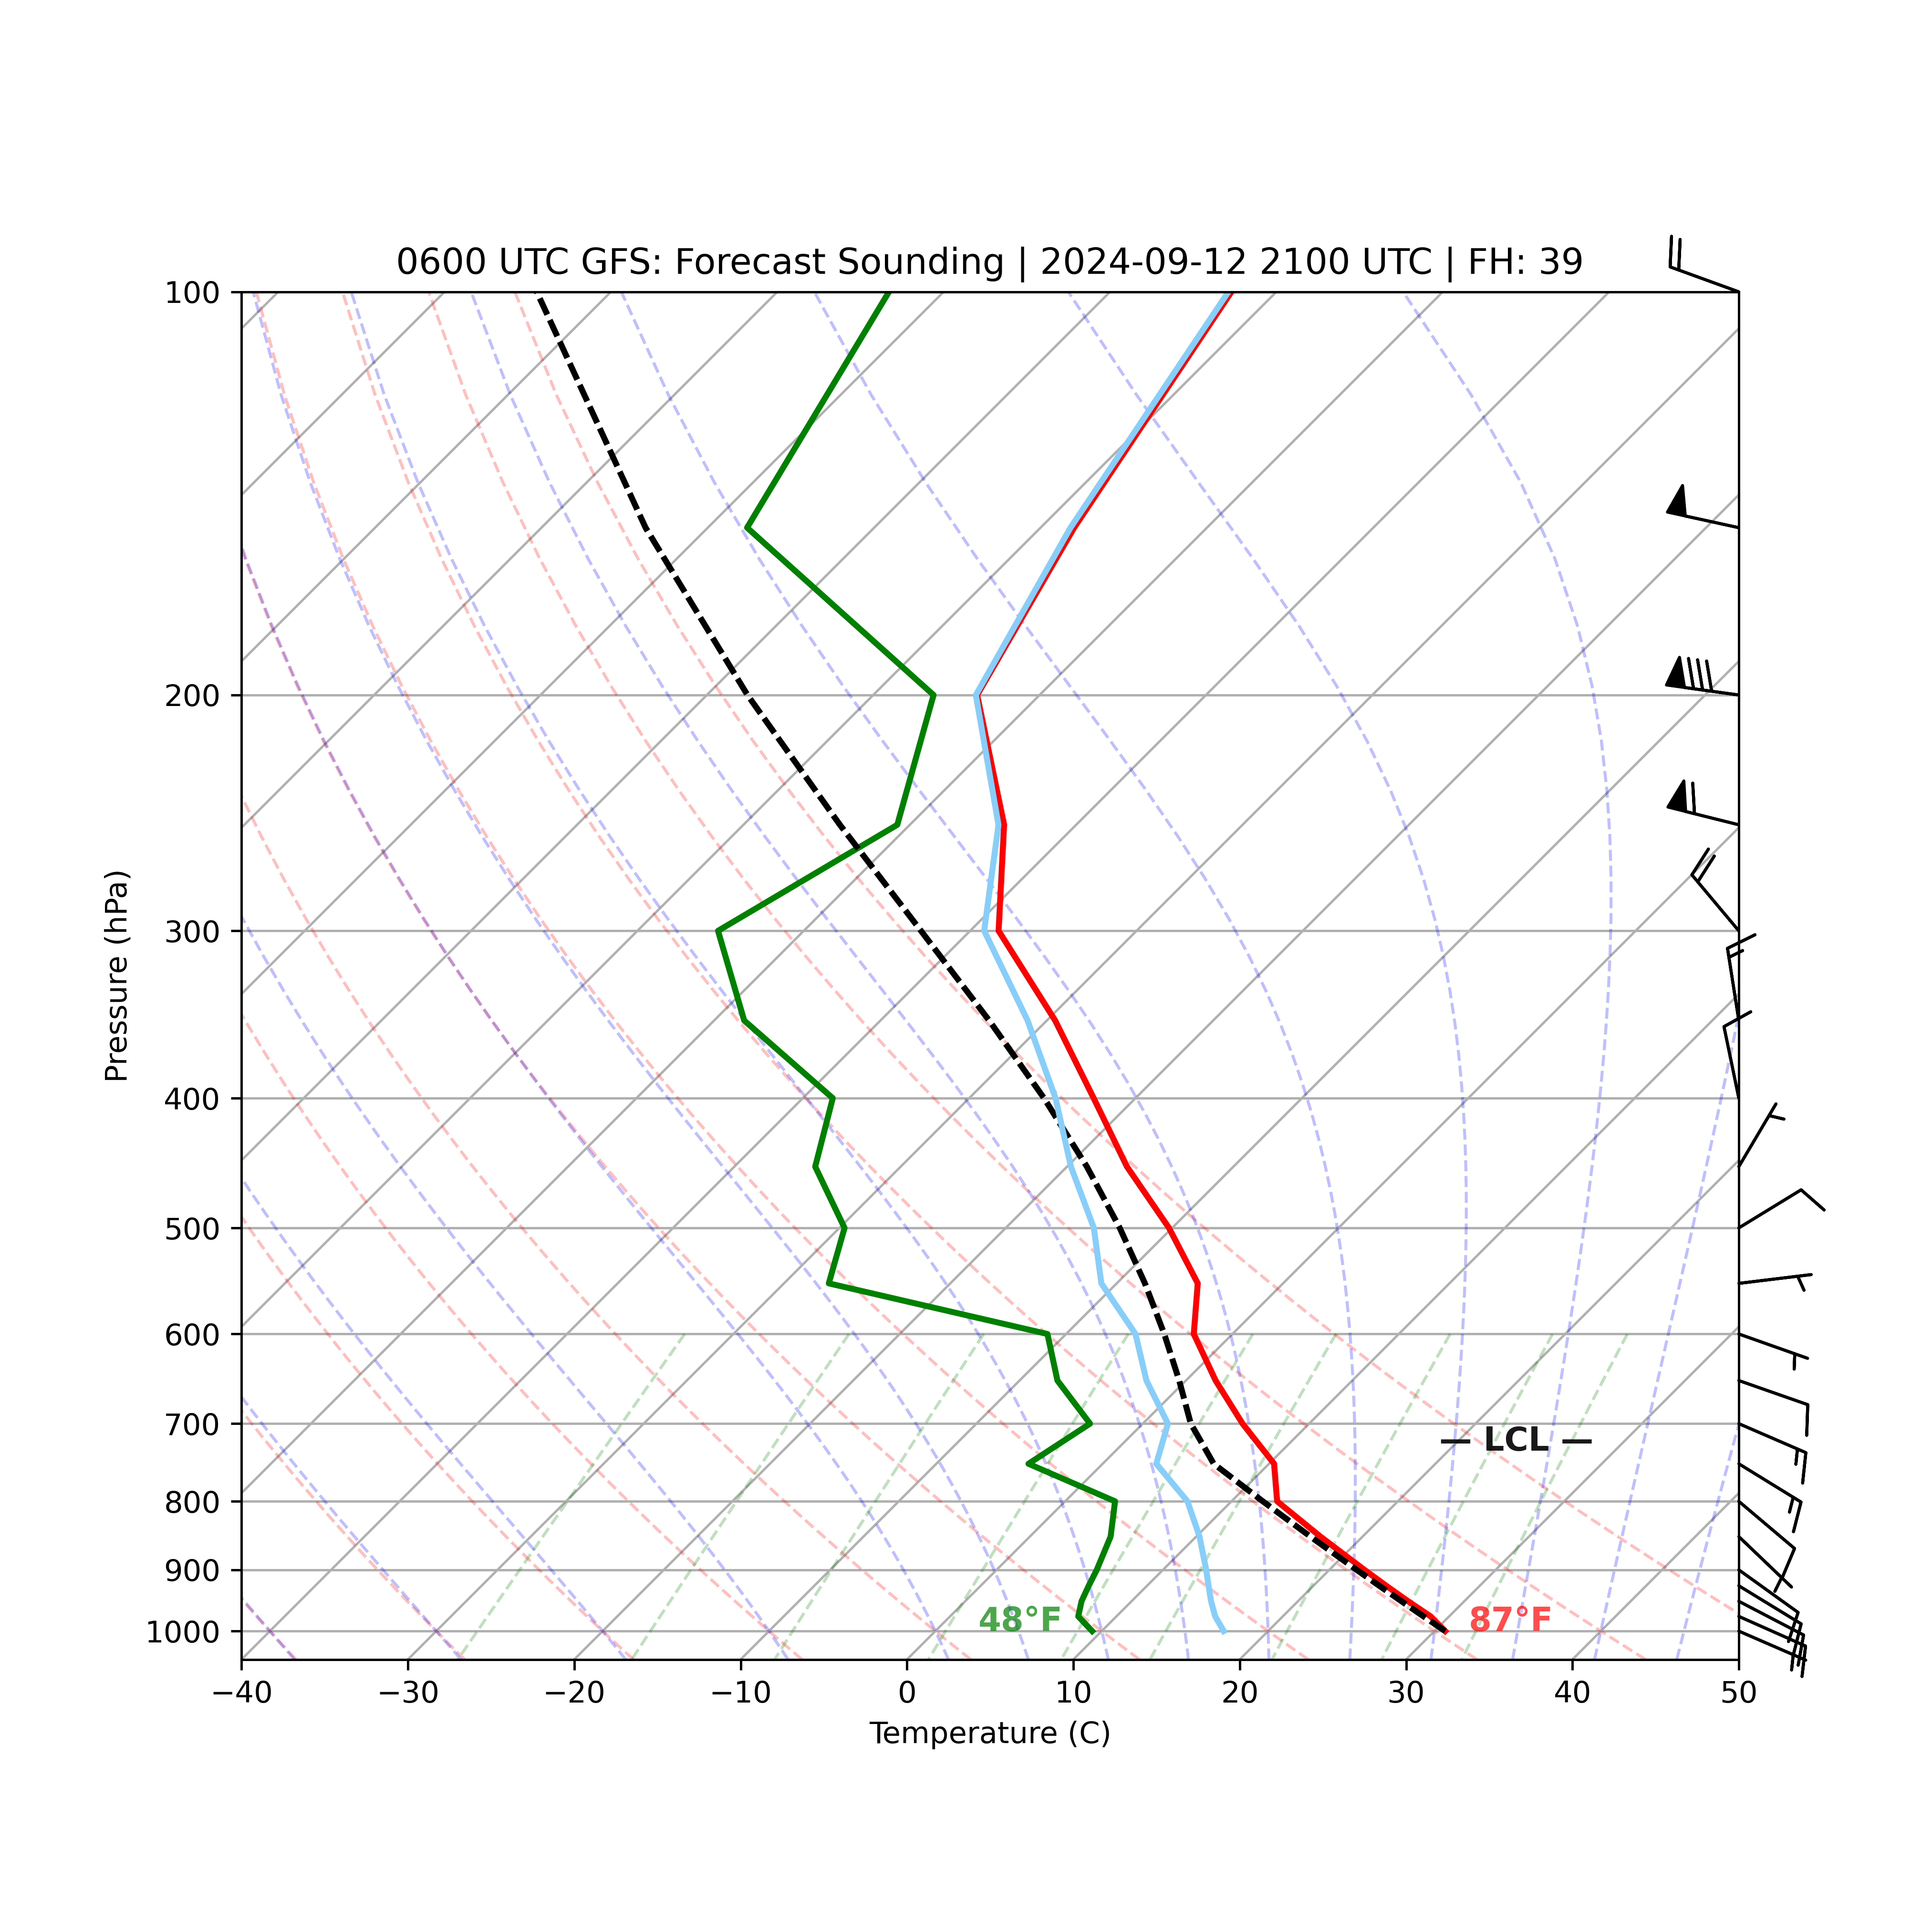 0600 UTC GFS: Forecast Sounding | 2024-09-12 2100 UTC | FH: 39
100
200
300
400
500
600
700
800
900
1000
Pressure (hPa)
— LCL —
48°F
87°F
−40 −30 −20 −10 0 10 20 30 40 50
Temperature (C)